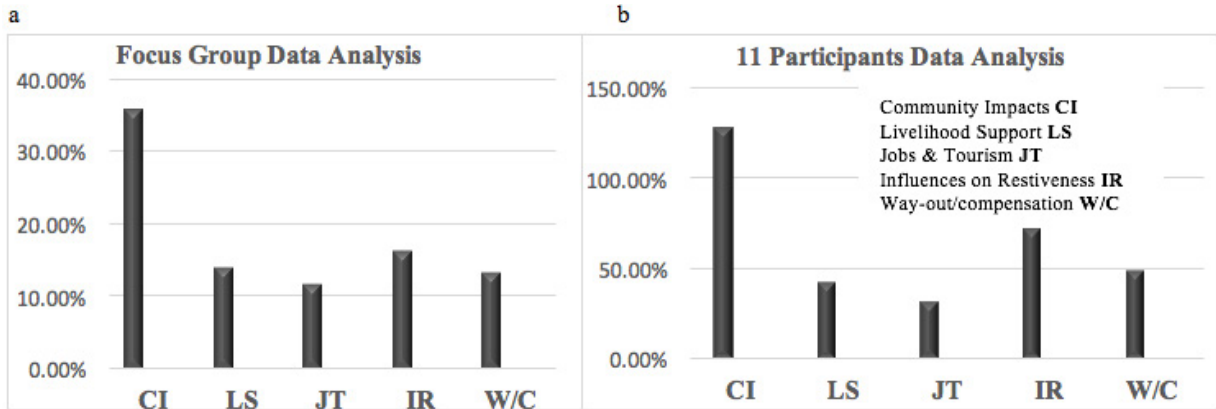 a
Focus Group Data Analysis
40.00%
30.00%
20.00%
10.00%
0.00%
CI LS JT IR W/C
b
11 Participants Data Analysis
150.00%
100.00%
50.00%
0.00%
Community Impacts CI
Livelihood Support LS
Jobs & Tourism JT
Influences on Restiveness IR
Way-out/compensation W/C
CI LS JT IR W/C